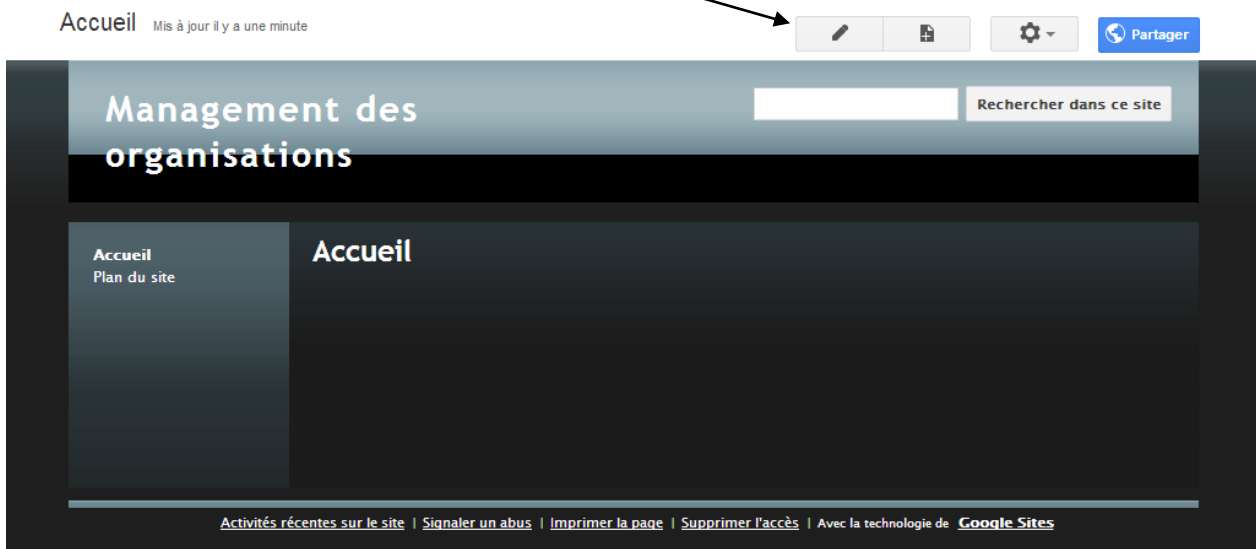 Accueil Mis à jour il y a une minute
Partager
Management des
organisations
Rechercher dans ce site
Accueil
Plan du site
Accueil
Activités récentes sur le site | Signaler un abus | Imprimer la page | Supprimer l'accès | Avec la technologie de Google Sites